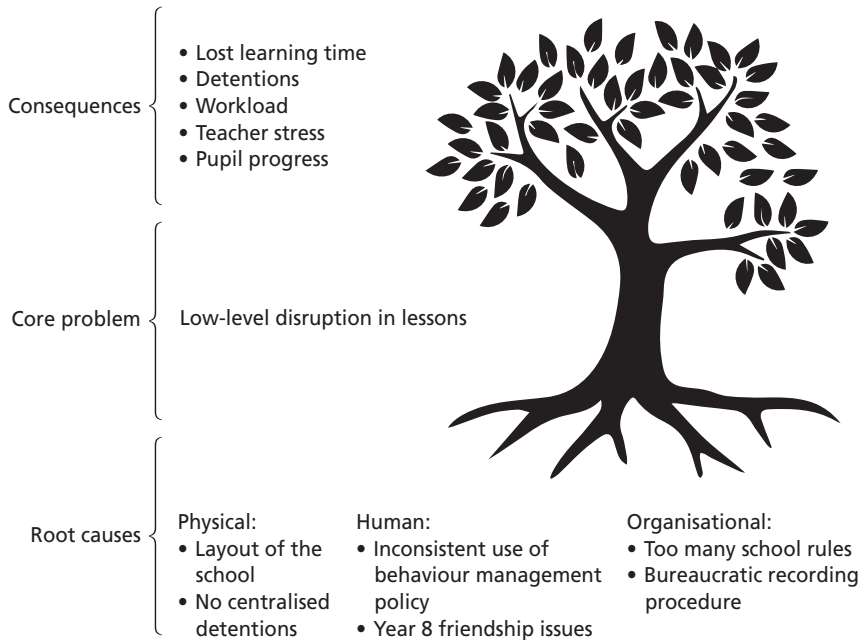 Consequences
• Lost learning time
• Detentions
• Workload
• Teacher stress
• Pupil progress
Core problem
Low-level disruption in lessons
Root causes
Physical:
• Layout of the
school
• No centralised
detentions
Human:
• Inconsistent use of
behaviour management
policy
• Year 8 friendship issues
Organisational:
• Too many school rules
• Bureaucratic recording
procedure